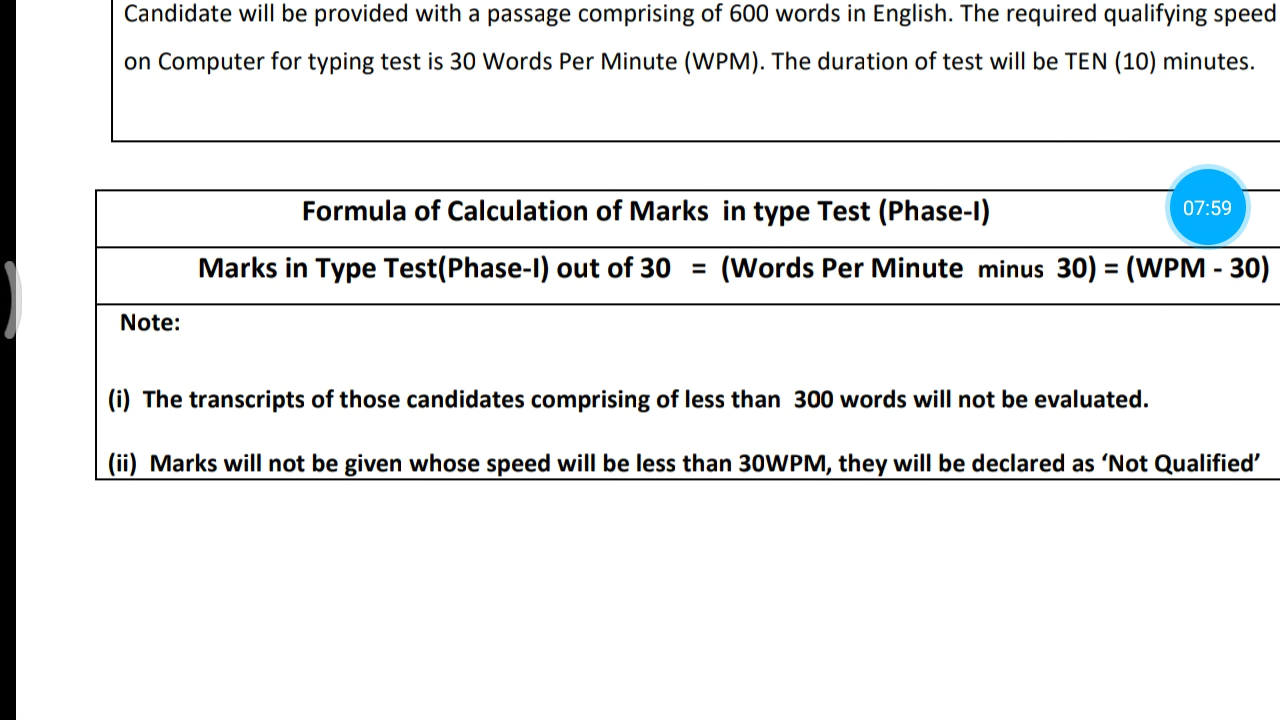 Candidate will be provided with a passage comprising of 600 words in English. The required qualifying speed
on Computer for typing test is 30 Words Per Minute (WPM). The duration of test will be TEN (10) minutes.
Formula of Calculation of Marks in type Test (Phase-I)
07:59
Marks in Type Test(Phase-I) out of 30 = (Words Per Minute minus 30) = (WPM - 30)
Note:
(i) The transcripts of those candidates comprising of less than 300 words will not be evaluated.
(ii) Marks will not be given whose speed will be less than 30WPM, they will be declared as ‘Not Qualified’